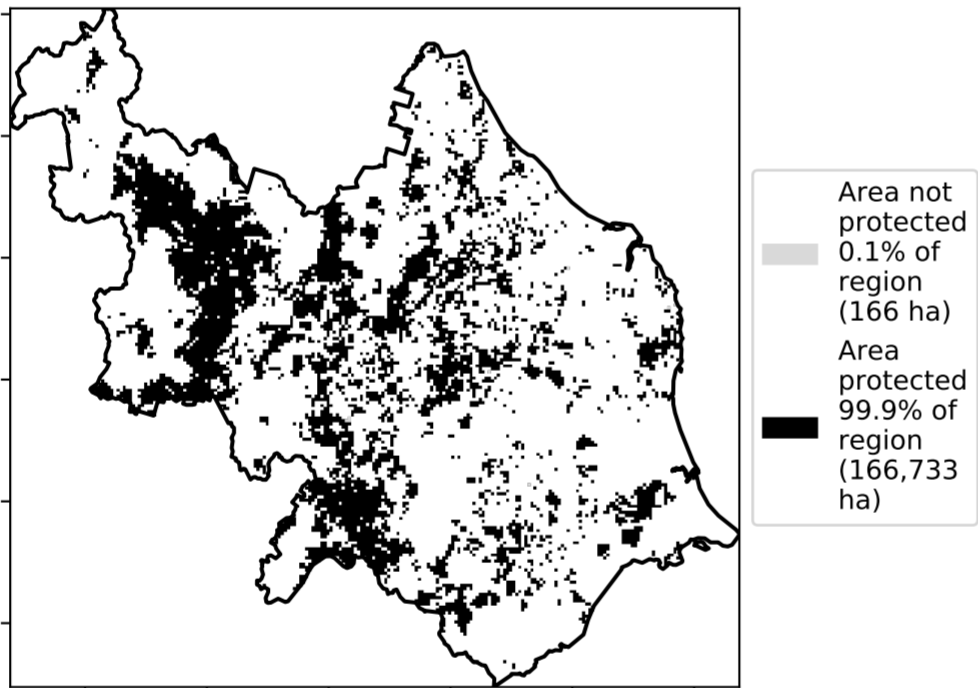 Area not
protected
0.1% of
region
(166 ha)
Area
protected
99.9% of
region
(166,733
ha)